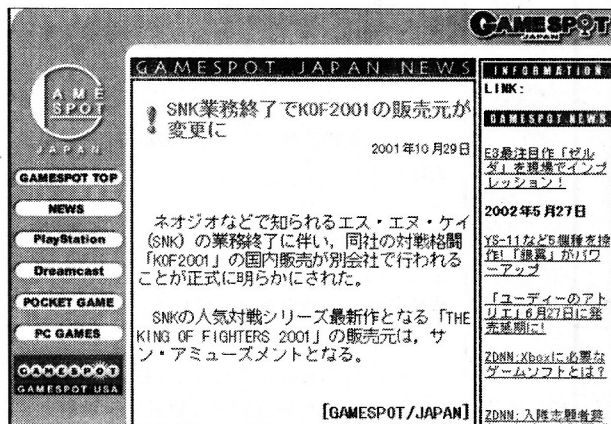 GAMESPOT
JAPAN
GAME
SPOT
JAPAN
GAMESPOT TOP
NEWS
PlayStation
Dreamcast
POCKET GAME
PC GAMES
GAMESPOT
GAMESPOT USA
GAMESPOT JAPAN NEWS
SNK業務終了でKOF2001の販売元が
変更に
2001年10月29日
ネオジオなどで知られるエス・エヌ・ケイ
(SNK) の業務終了に伴い，同社の対戦格闘
「KOF2001」の国内販売が別会社で行われる
ことが正式に明らかにされた。
SNKの人気対戦シリーズ最新作となる「THE
KING OF FIGHTERS 2001」の販売元は，サ
ン・アミューズメントとなる。
[GAMESPOT/JAPAN]
INFORMATION
LINK:
GAMESPOT NEWS
E3最注目作「ゼル
ダ」を現場でインプ
レッション！
2002年5月27日
YS-11など5機種を操
作！「銀翼」がパワ
ーアップ
「ユーディーのアト
リエ」6月27日に発
売延期に！
ZDNN:Xboxに必要な
ゲームソフトとは？
ZDNN:入隊志願者募